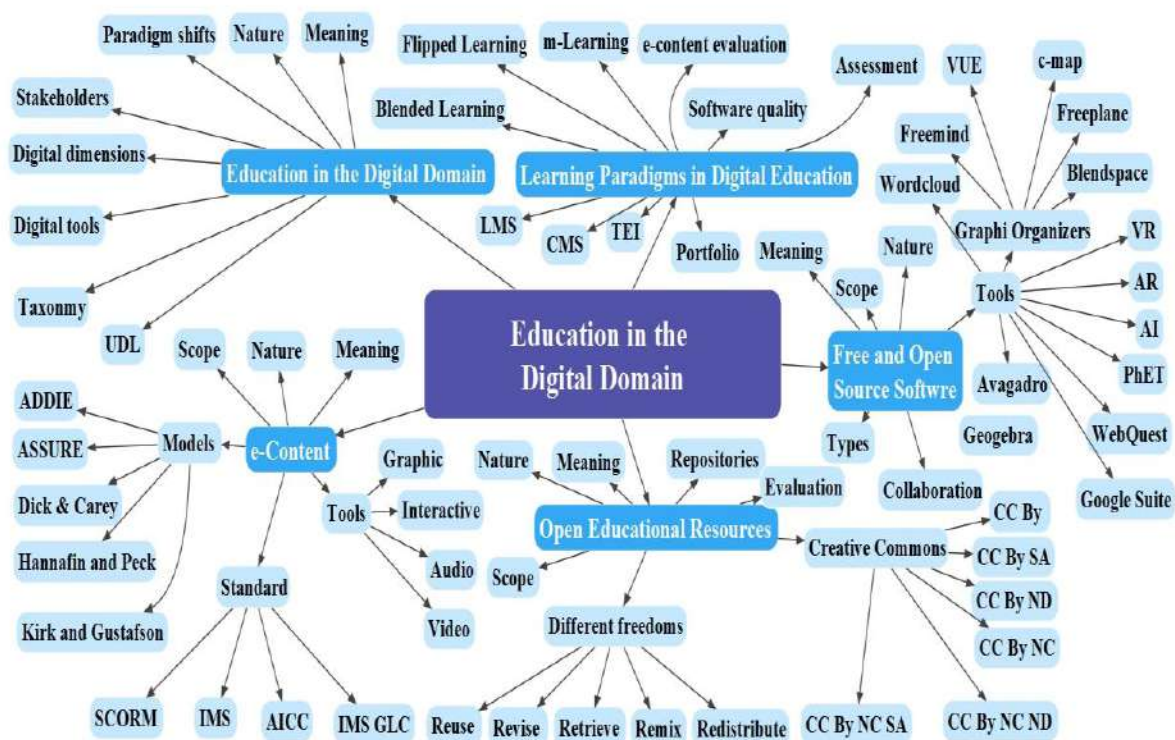 Paradigm shifts
Nature
Meaning
Stakeholders
Digital dimensions
Digital tools
Taxonmy
UDL
Education in the Digital Domain
Flipped Learning
m-Learning
e-content evaluation
Assessment
Blended Learning
Software quality
Learning Paradigms in Digital Education
LMS
CMS
TEI
Portfolio
VUE
c-map
Freemind
Freeplane
Wordcloud
Blendspace
Graphi Organizers
Meaning
Scope
Nature
Tools
VR
AR
AI
PhET
WebQuest
Google Suite
Avagadro
Geogebra
Free and Open
Source Softwre
Types
Collaboration
Education in the
Digital Domain
Scope
Nature
Meaning
ADDIE
ASSURE
Models
e-Content
Dick & Carey
Hannafin and Peck
Kirk and Gustafson
Graphic
Tools
Interactive
Audio
Video
Standard
SCORM
IMS
AICC
IMS GLC
Nature
Meaning
Repositories
Evaluation
Open Educational Resources
Scope
Different freedoms
Reuse
Revise
Retrieve
Remix
Redistribute
Creative Commons
CC By
CC By SA
CC By ND
CC By NC
CC By NC SA
CC By NC ND